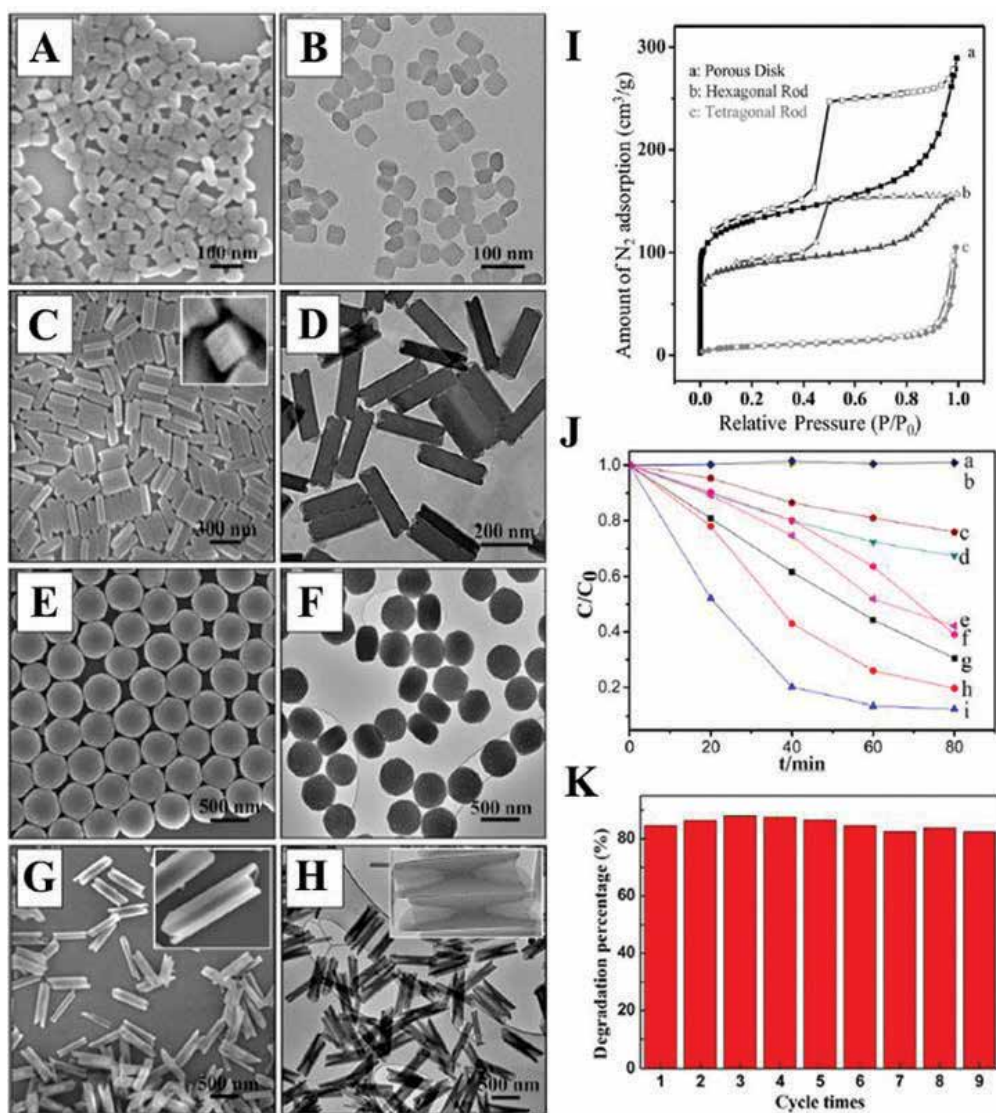 A
100 nm
B
100 nm
C
300 nm
D
200 nm
E
500 nm
F
500 nm
G
500 nm
H
500 nm
I
Amount of N2 adsorption (cm3/g)
300
200
100
0
a: Porous Disk
b: Hexagonal Rod
c: Tetragonal Rod
a
b
c
0.0 0.2 0.4 0.6 0.8 1.0
Relative Pressure (P/P0)
J
C/C0
1.0
0.8
0.6
0.4
0.2
a
b
c
d
e
f
g
h
i
0 20 40 60 80
t/min
K
Degradation percentage (%)
80
60
40
20
0
1 2 3 4 5 6 7 8 9
Cycle times